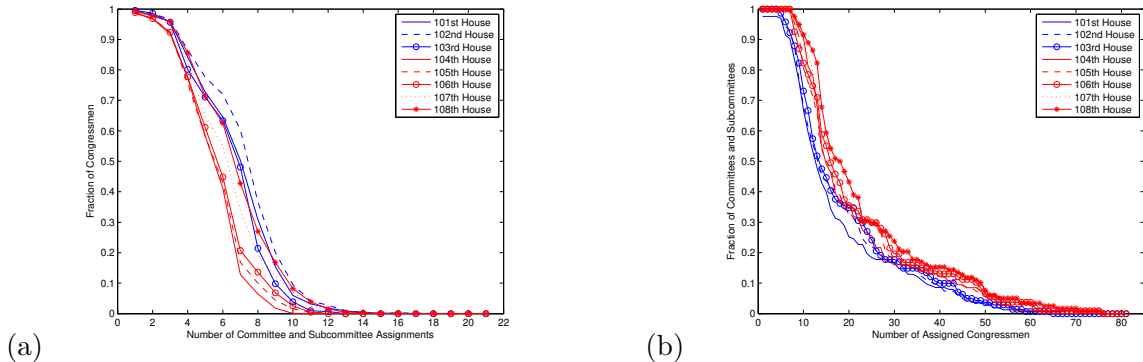 (a)
Fraction of Congressmen
1
0.9
0.8
0.7
0.6
0.5
0.4
0.3
0.2
0.1
0
0 2 4 6 8 10 12 14 16 18 20 22
Number of Committee and Subcommittee Assignments
101st House
102nd House
103rd House
104th House
105th House
106th House
107th House
108th House
(b)
Fraction of Committees and Subcommittees
1
0.9
0.8
0.7
0.6
0.5
0.4
0.3
0.2
0.1
0
0 10 20 30 40 50 60 70 80
Number of Assigned Congressmen
101st House
102nd House
103rd House
104th House
105th House
106th House
107th House
108th House